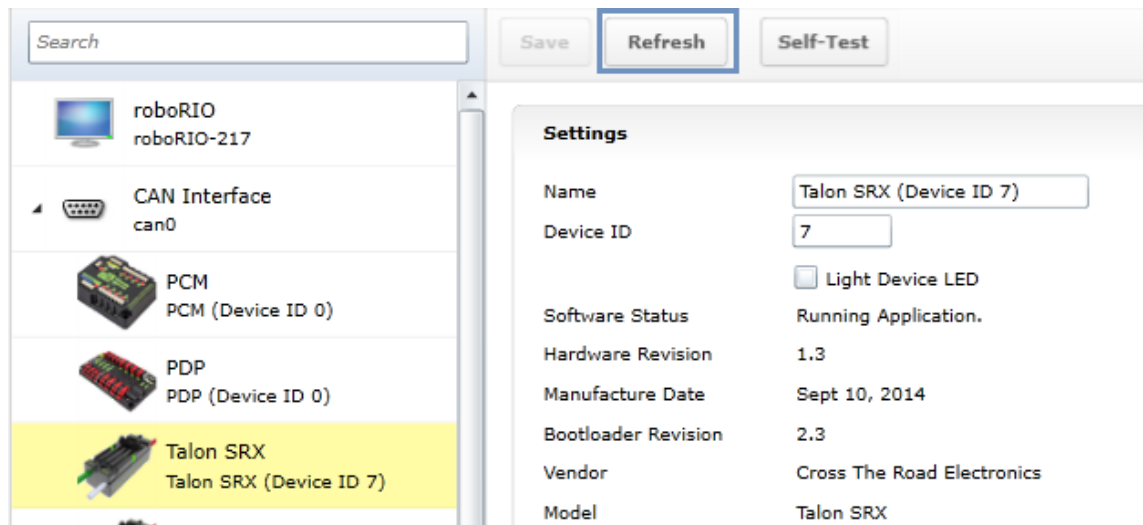 Search
roboRIO
roboRIO-217
CAN Interface
can0
PCM
PCM (Device ID 0)
PDP
PDP (Device ID 0)
Talon SRX
Talon SRX (Device ID 7)
Save Refresh Self-Test
Settings
Name Talon SRX (Device ID 7)
Device ID 7
Light Device LED
Software Status Running Application.
Hardware Revision 1.3
Manufacture Date Sept 10, 2014
Bootloader Revision 2.3
Vendor Cross The Road Electronics
Model Talon SRX